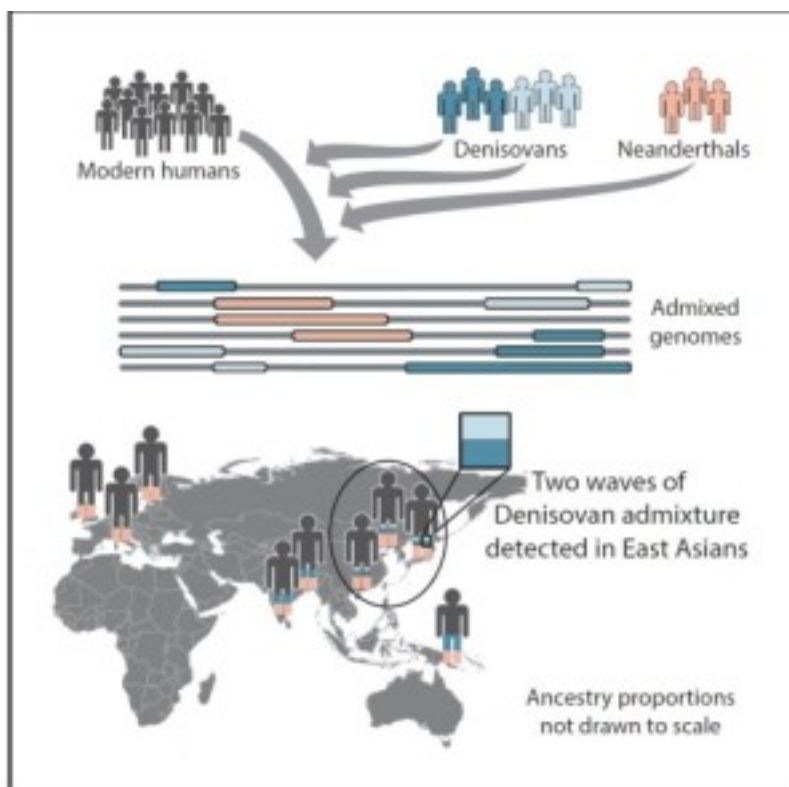 Modern humans
Denisovans
Neanderthals
Admixed
genomes
Two waves of
Denisovan admixture
detected in East Asians
Ancestry proportions
not drawn to scale